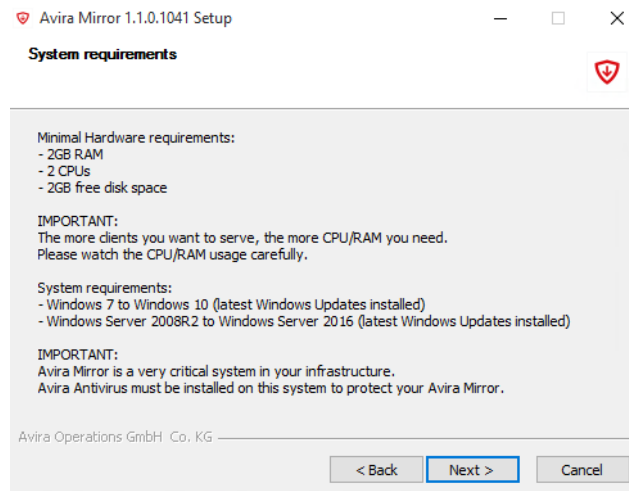 Avira Mirror 1.1.0.1041 Setup
System requirements
Minimal Hardware requirements:
- 2GB RAM
- 2 CPUs
- 2GB free disk space
IMPORTANT:
The more clients you want to serve, the more CPU/RAM you need.
Please watch the CPU/RAM usage carefully.
System requirements:
- Windows 7 to Windows 10 (latest Windows Updates installed)
- Windows Server 2008R2 to Windows Server 2016 (latest Windows Updates installed)
IMPORTANT:
Avira Mirror is a very critical system in your infrastructure.
Avira Antivirus must be installed on this system to protect your Avira Mirror.
Avira Operations GmbH  Co. KG
< Back Next > Cancel